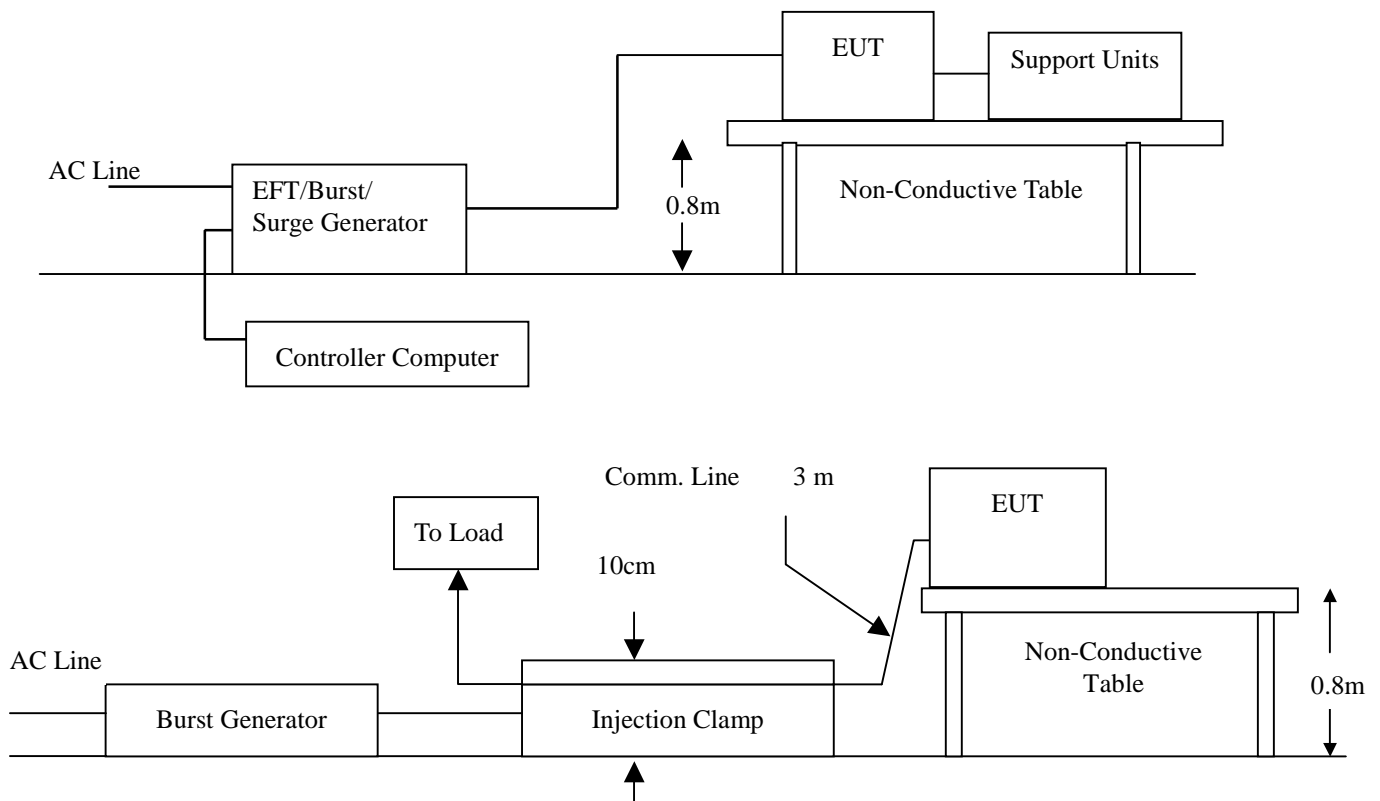 EUT
Support Units
AC Line
EFT/Burst/
Surge Generator
0.8m
Non-Conductive Table
Controller Computer
Comm. Line 3 m
EUT
To Load
10cm
AC Line
Non-Conductive
Table
0.8m
Burst Generator
Injection Clamp